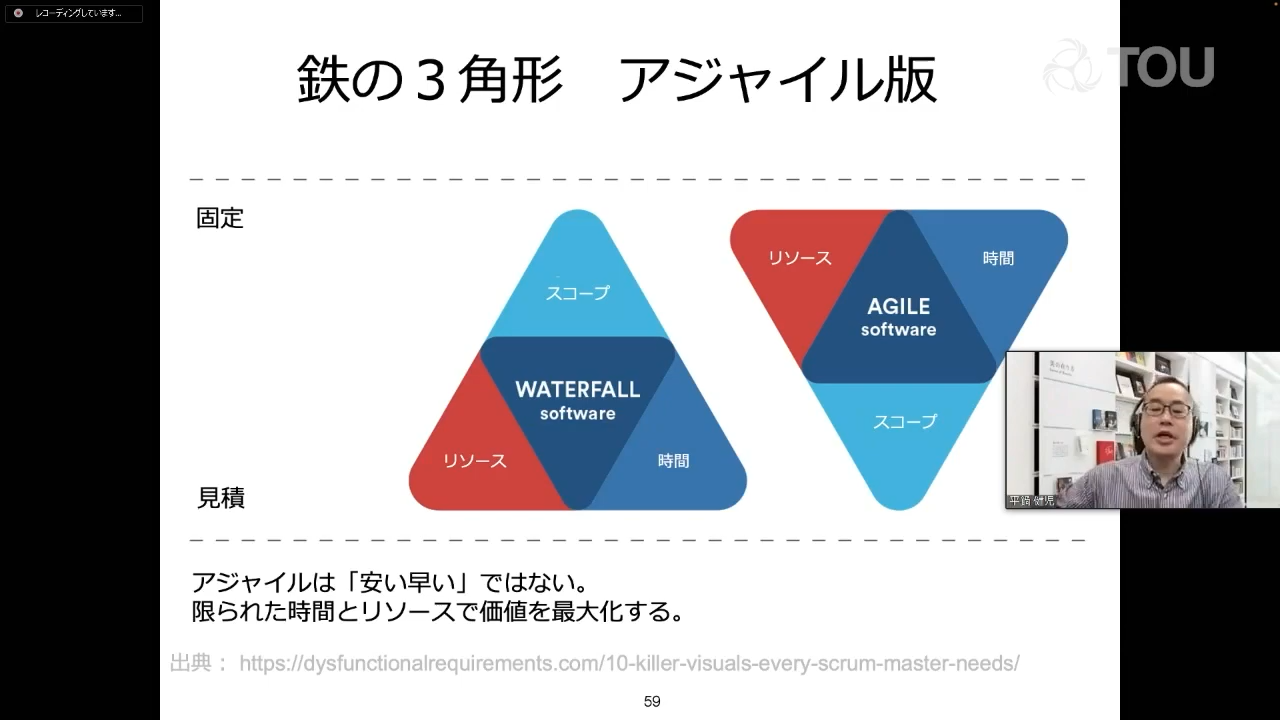 レコーディングしています...
鉄の３角形　アジャイル版
TOU
固定
スコープ
リソース
時間
AGILE
software
WATERFALL
software
スコープ
リソース
時間
見積
平鍋 健児
アジャイルは「安い早い」ではない。
限られた時間とリソースで価値を最大化する。
出典： https://dysfunctionalrequirements.com/10-killer-visuals-every-scrum-master-needs/
59